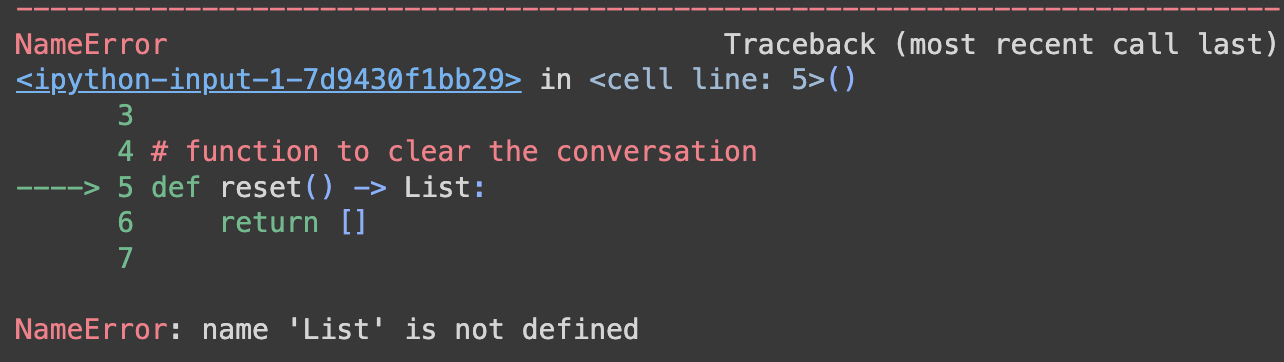 ---------------------------------------------------------------------------
NameError                                 Traceback (most recent call last)
<ipython-input-1-7d9430f1bb29> in <cell line: 5>()
      3
      4 # function to clear the conversation
----> 5 def reset() -> List:
      6     return []
      7
NameError: name 'List' is not defined